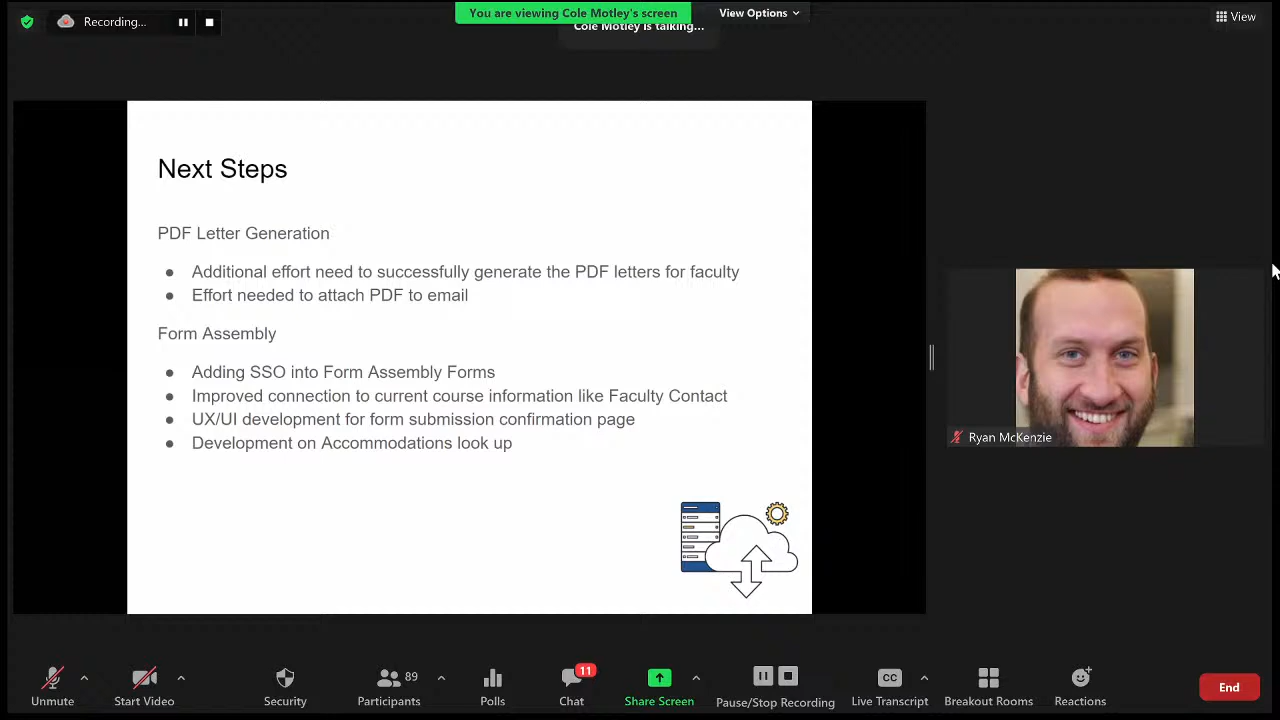 Recording...
You are viewing Cole Motley's screen
View Options
View
Cole Motley is talking...
Next Steps
PDF Letter Generation
● Additional effort need to successfully generate the PDF letters for faculty
● Effort needed to attach PDF to email
Form Assembly
● Adding SSO into Form Assembly Forms
● Improved connection to current course information like Faculty Contact
● UX/UI development for form submission confirmation page
● Development on Accommodations look up
Ryan McKenzie
Unmute
Start Video
Security
89
Participants
Polls
11
Chat
Share Screen
Pause/Stop Recording
CC
Live Transcript
Breakout Rooms
Reactions
End